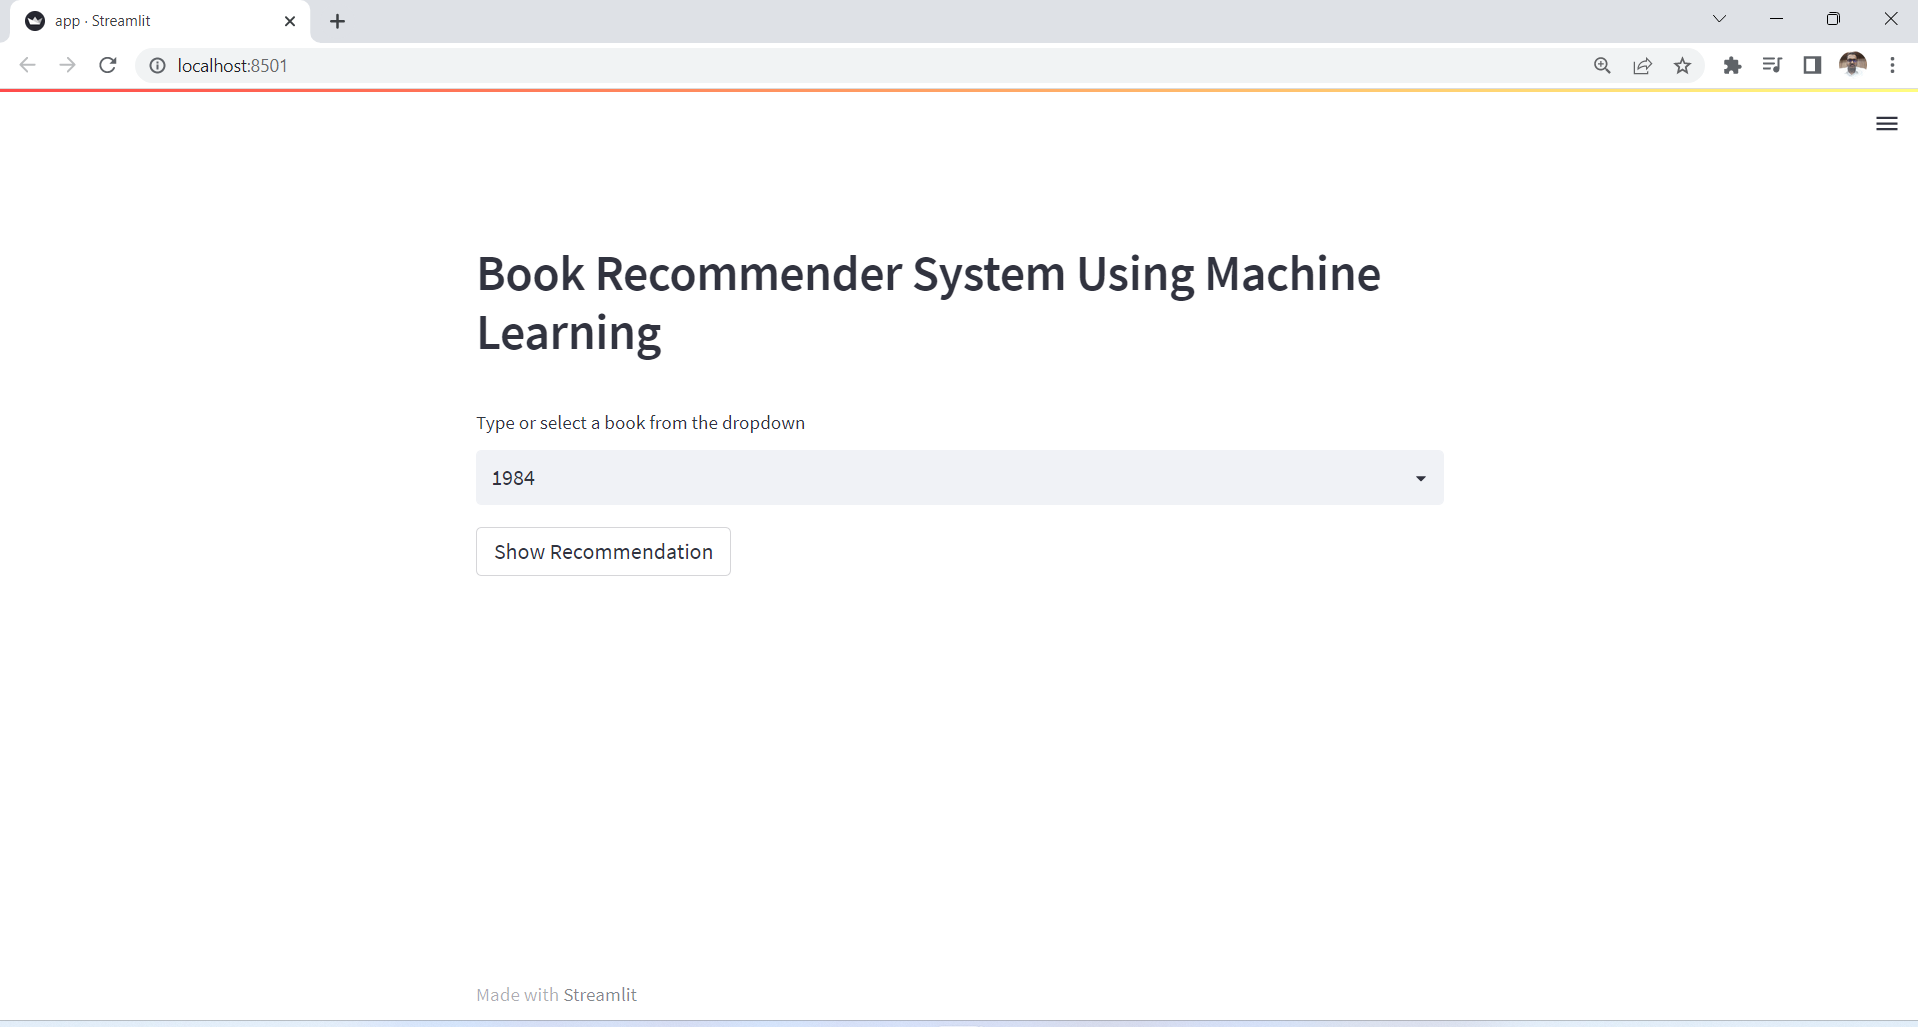 app · Streamlit
localhost:8501
Book Recommender System Using Machine
Learning
Type or select a book from the dropdown
1984
Show Recommendation
Made with Streamlit